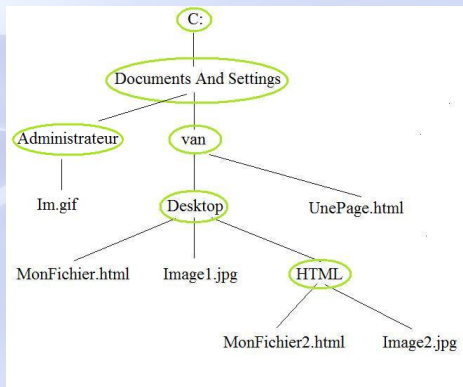 C:
Documents And Settings
Administrateur
van
Im.gif
Desktop
UnePage.html
MonFichier.html
Image1.jpg
HTML
MonFichier2.html
Image2.jpg